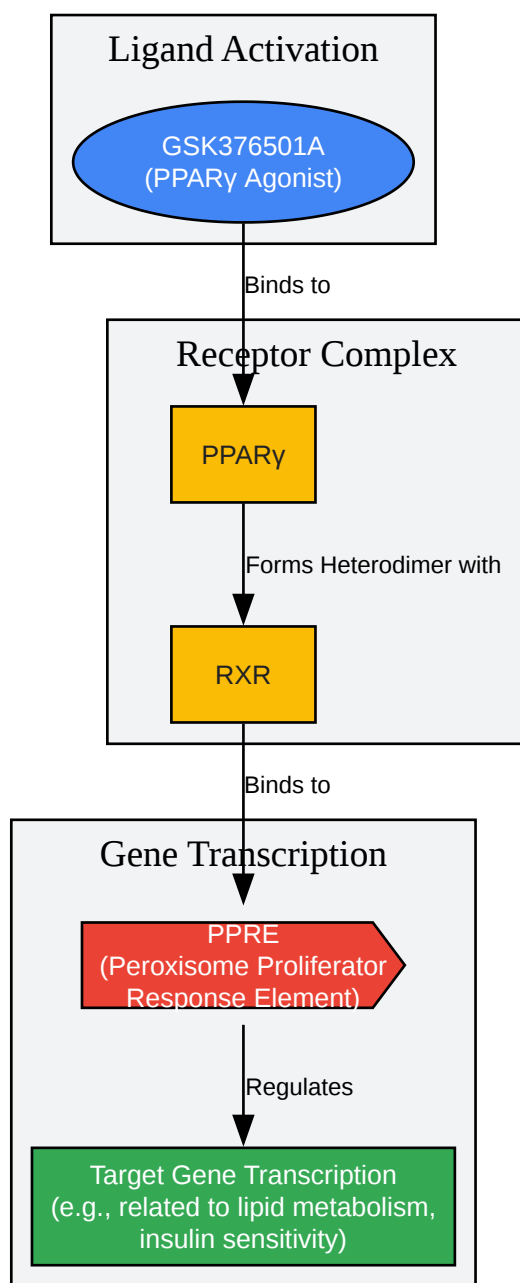 Ligand Activation
GSK376501A
(PPARγ Agonist)
Binds to
Receptor Complex
PPARγ
Forms Heterodimer with
RXR
Binds to
Gene Transcription
PPRE
(Peroxisome Proliferator
Response Element)
Regulates
Target Gene Transcription
(e.g., related to lipid metabolism,
insulin sensitivity)